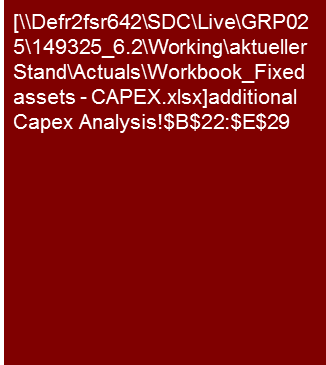 [\\Defr2fsr642\SDC\Live\GRP02
5\149325_6.2\Working\aktueller
Stand\Actuals\Workbook_Fixed
assets - CAPEX.xlsx]additional
Capex Analysis!$B$22:$E$29